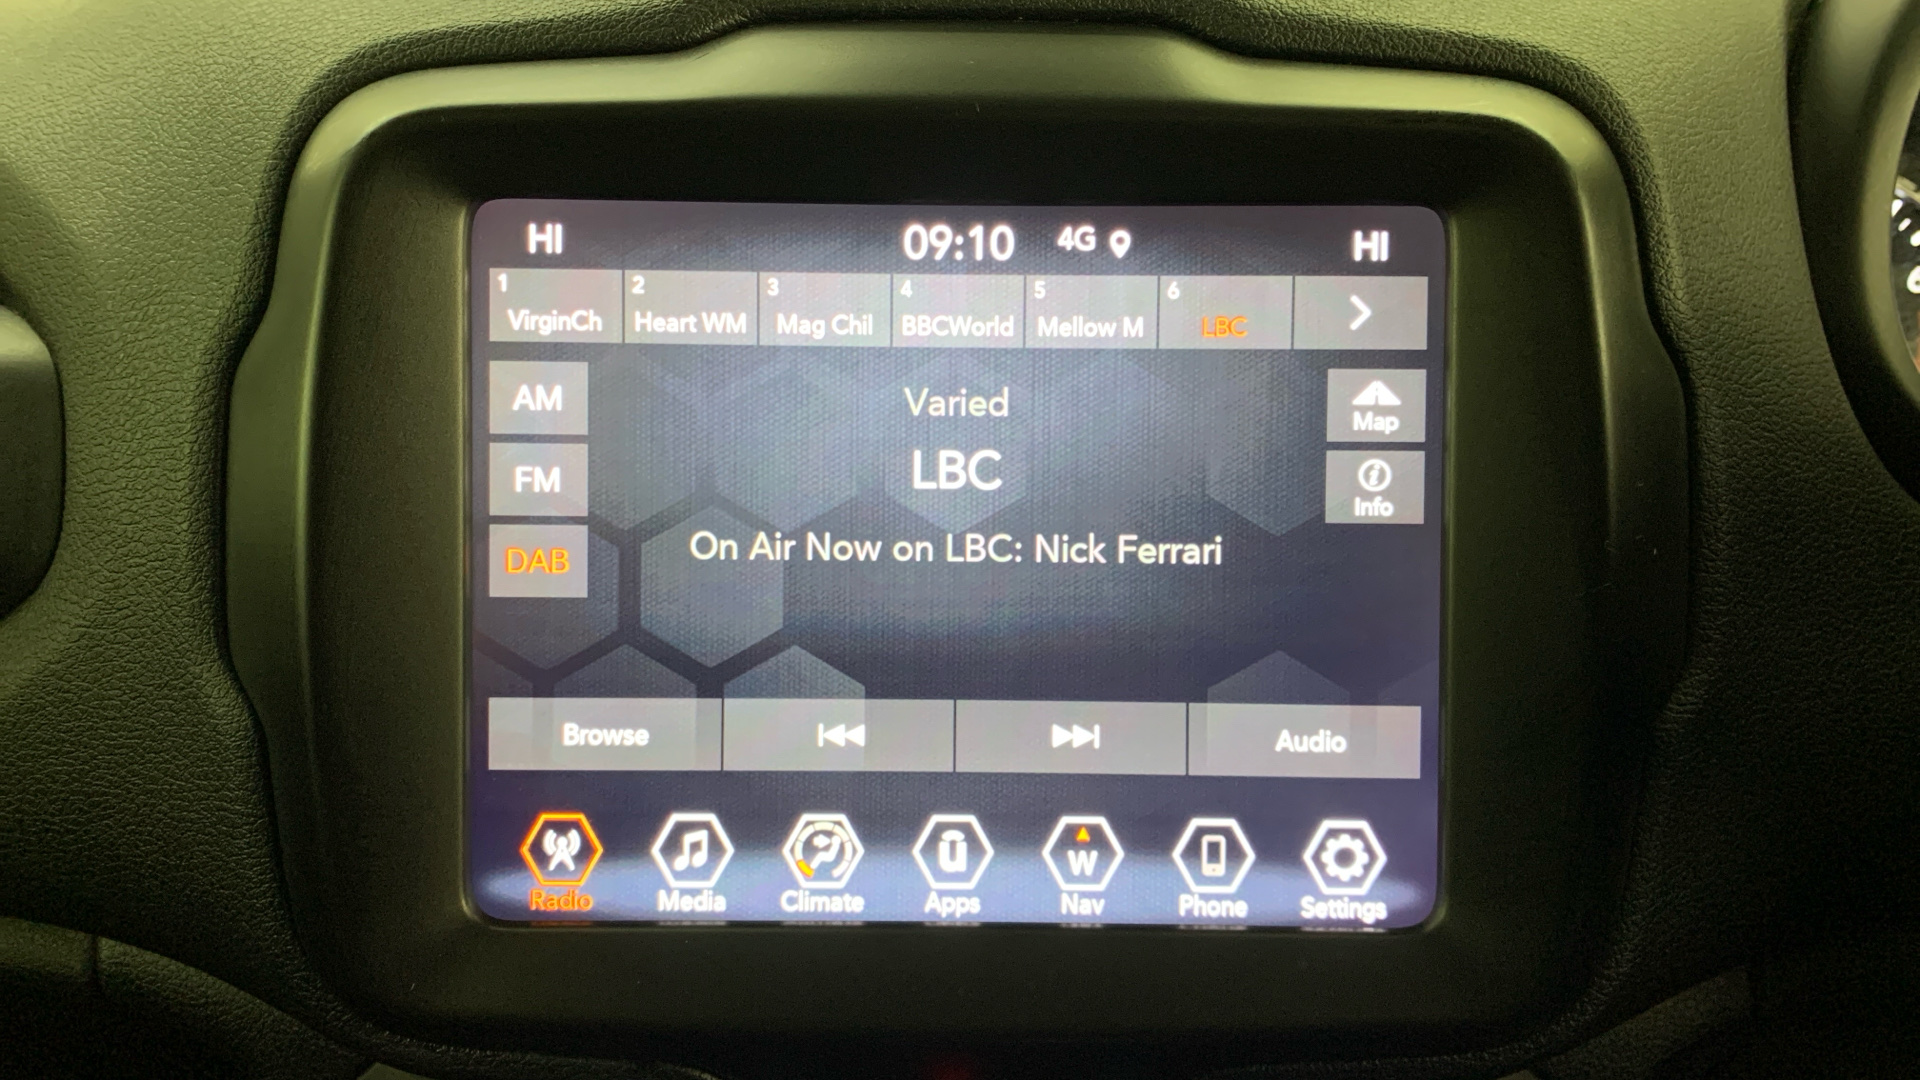 HI 09:10 4G HI
1 2 3 4 5 6
VirginCh Heart WM Mag Chil BBCWorld Mellow M LBC
AM
FM
DAB
Varied
LBC
On Air Now on LBC: Nick Ferrari
Map
Info
Browse Audio
W
Radio Media Climate Apps Nav Phone Settings